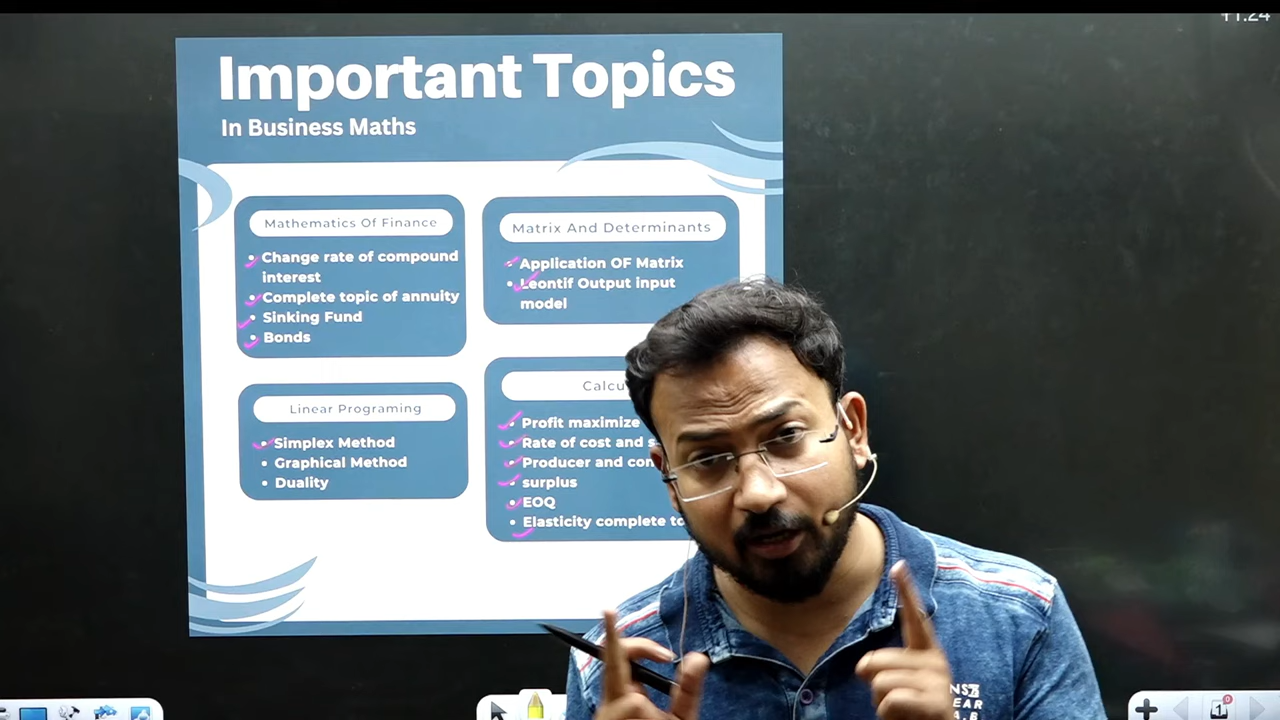 Important Topics
In Business Maths
Mathematics Of Finance
Change rate of compound
interest
Complete topic of annuity
Sinking Fund
Bonds
Matrix And Determinants
Application OF Matrix
Leontif Output input
model
Linear Programing
Simplex Method
Graphical Method
Duality
Profit maximize
Rate of cost and
Producer and
surplus
EOQ
Elasticity complete